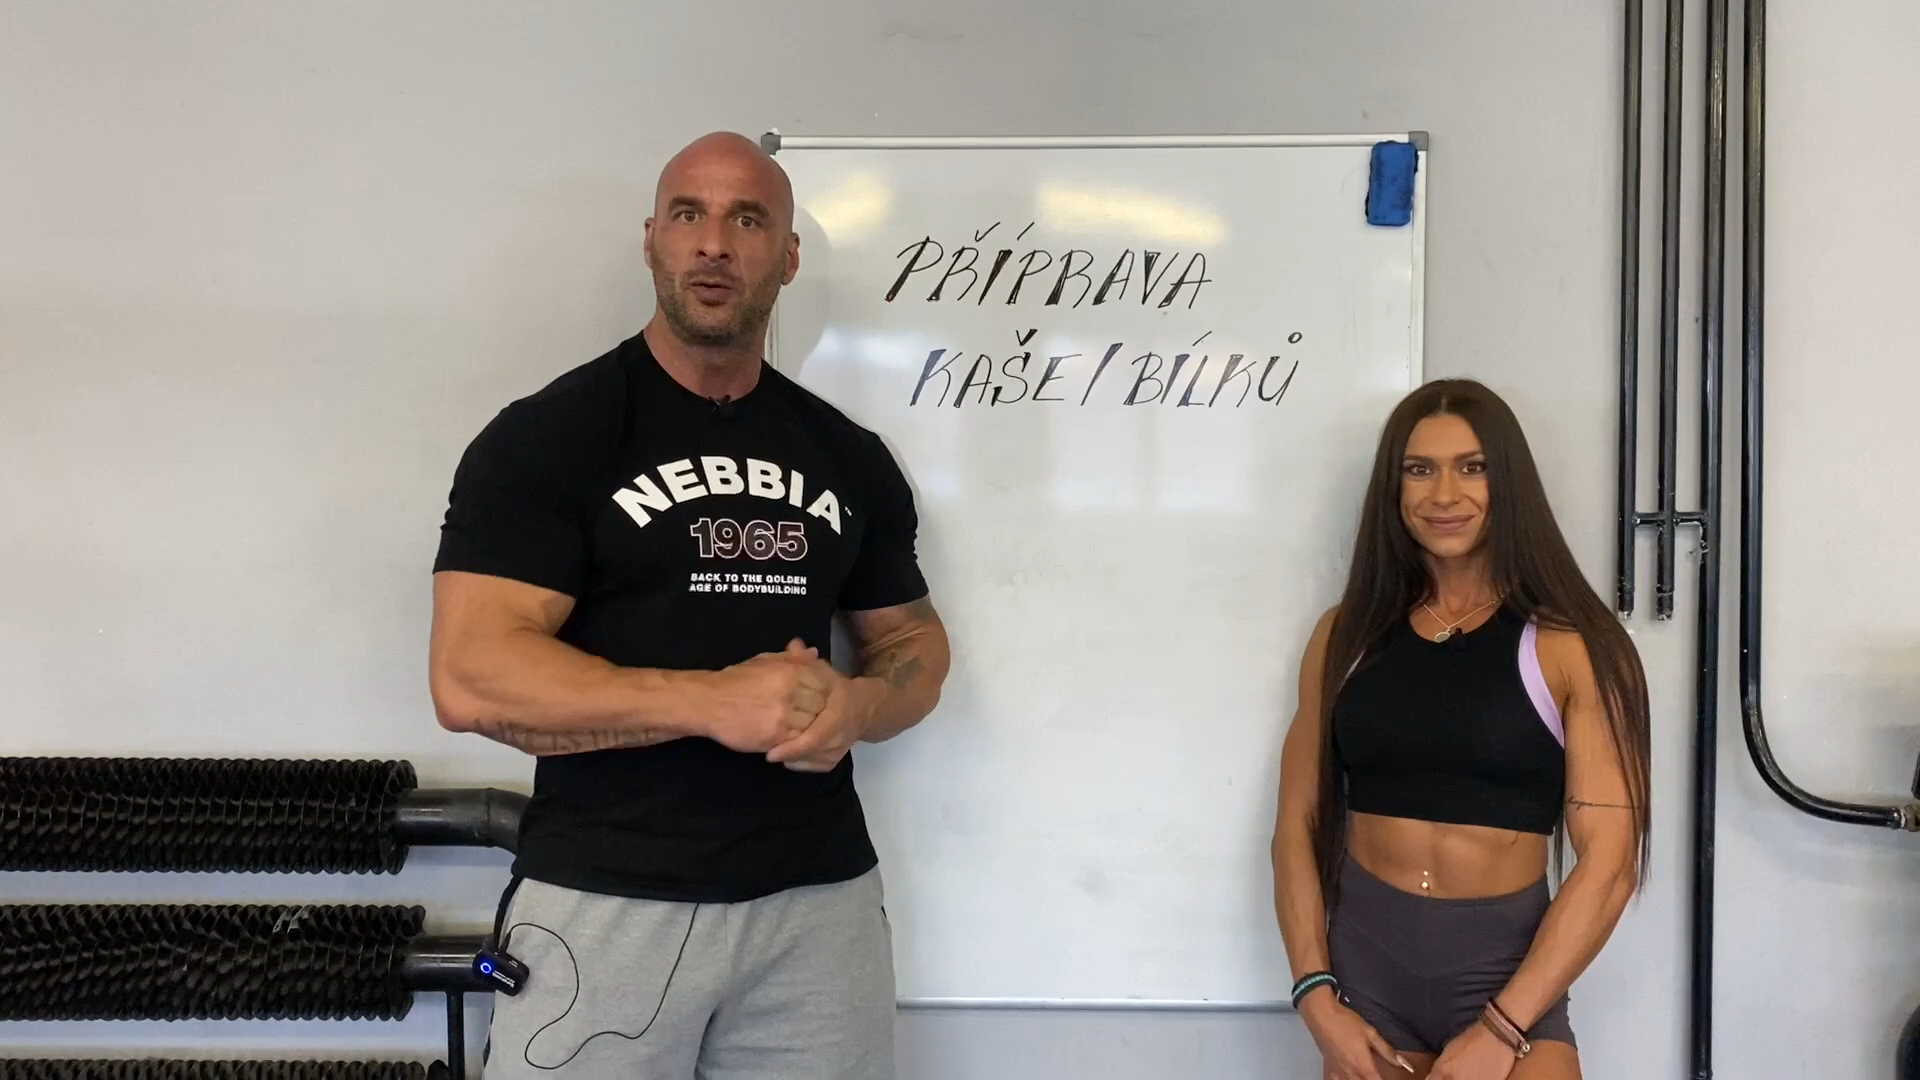 PŘÍPRAVA
KAŠE/BÍLKŮ
NEBBIA
1965
BACK TO THE GOLDEN
AGE OF BODYBUILDING